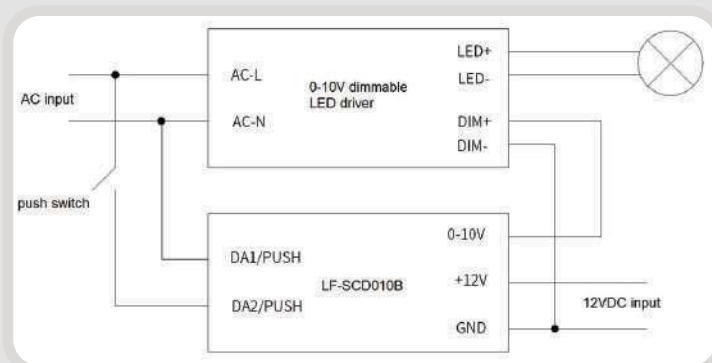 AC input
push switch
AC-L
AC-N
0-10V dimmable
LED driver
LED+
LED-
DIM+
DIM-
DA1/PUSH
DA2/PUSH
LF-SCD010B
0-10V
+12V
GND
12VDC input